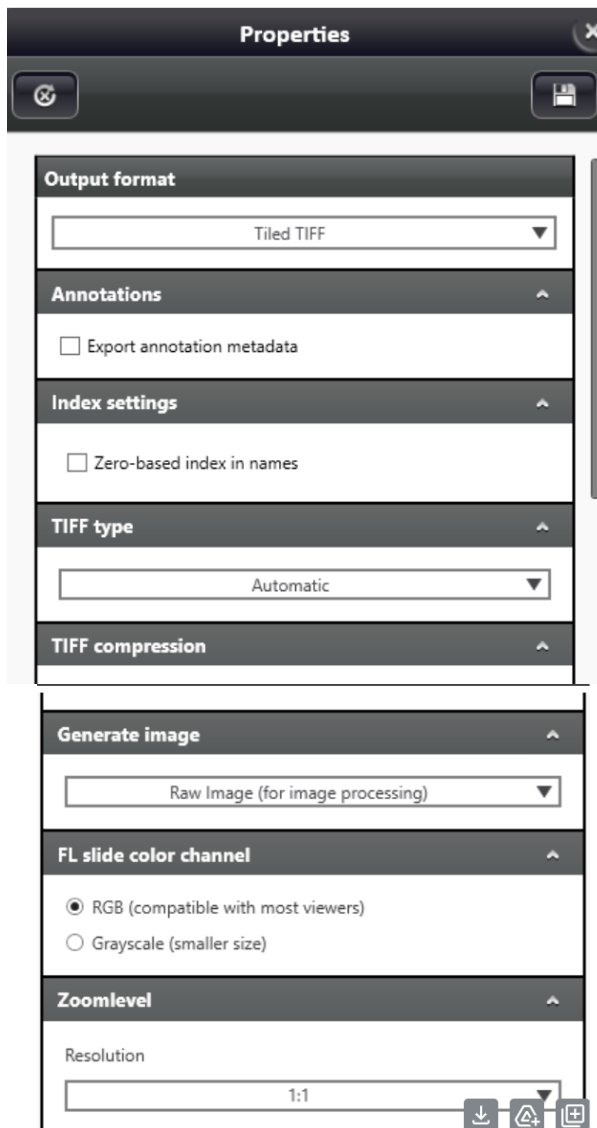 Properties
Output format
Tiled TIFF
Annotations
Export annotation metadata
Index settings
Zero-based index in names
TIFF type
Automatic
TIFF compression
Generate image
Raw Image (for image processing)
FL slide color channel
RGB (compatible with most viewers)
Grayscale (smaller size)
Zoomlevel
Resolution
1:1